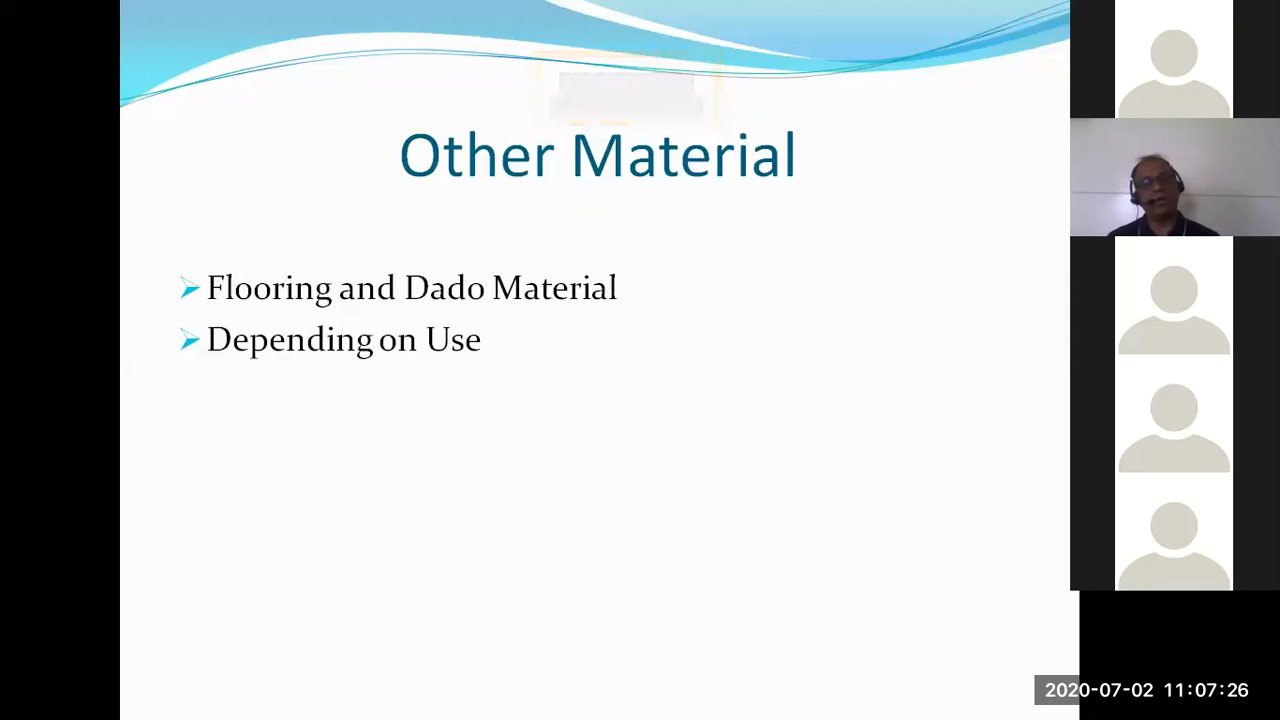 Other Material
Flooring and Dado Material
Depending on Use
2020-07-02 11:07:26